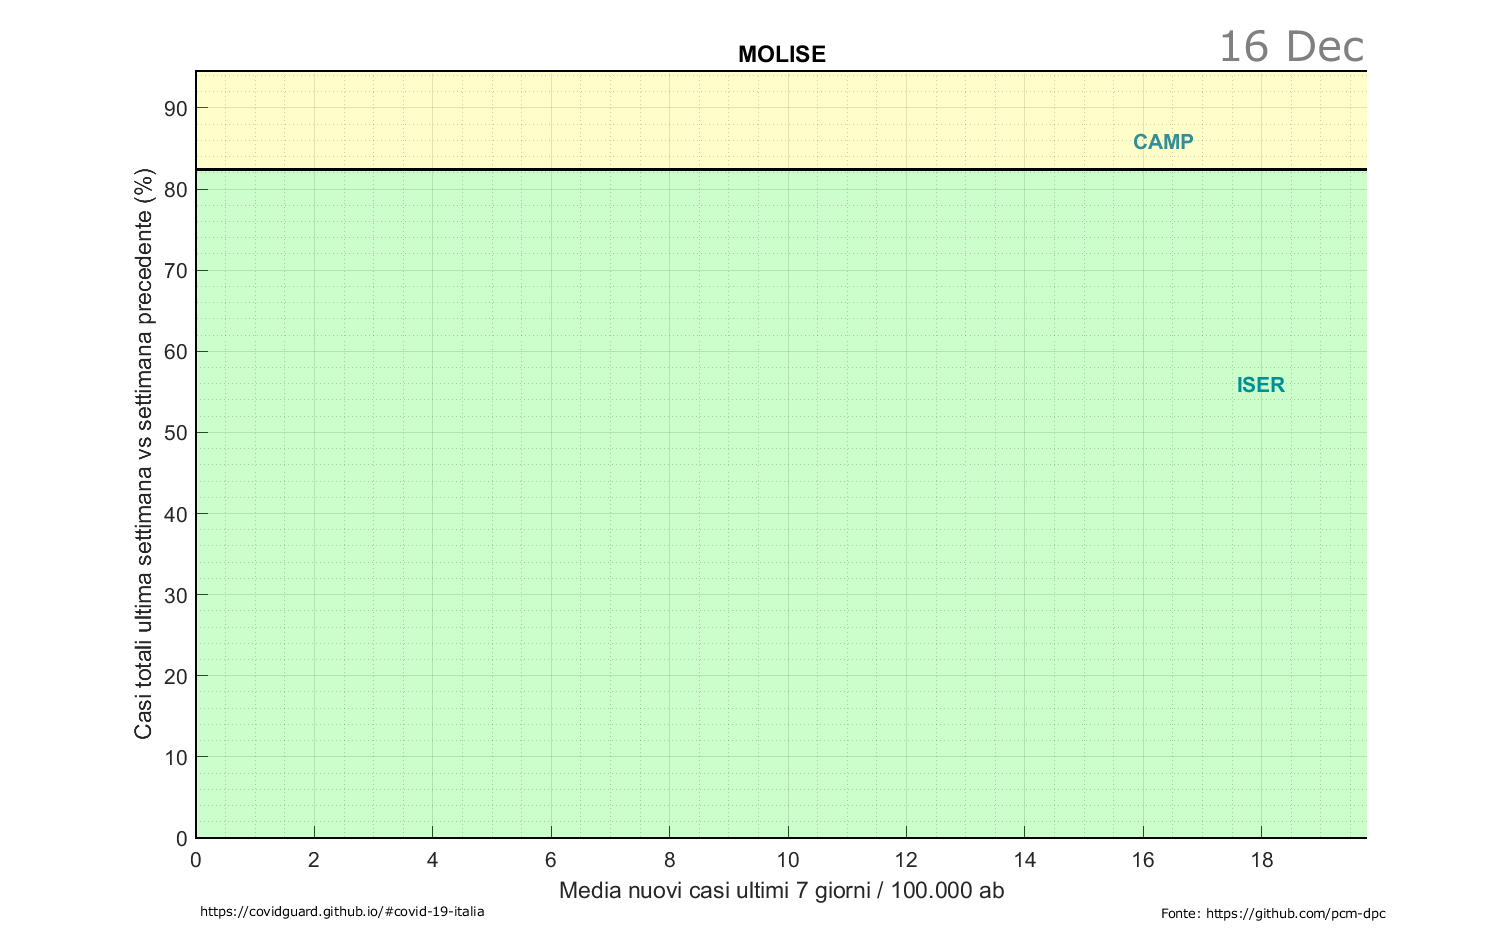 MOLISE
16 Dec
Casi totali ultima settimana vs settimana precedente (%)
90
80
70
60
50
40
30
20
10
0
CAMP
ISER
0 2 4 6 8 10 12 14 16 18
Media nuovi casi ultimi 7 giorni / 100.000 ab
https://covidguard.github.io/#covid-19-italia
Fonte: https://github.com/pcm-dpc